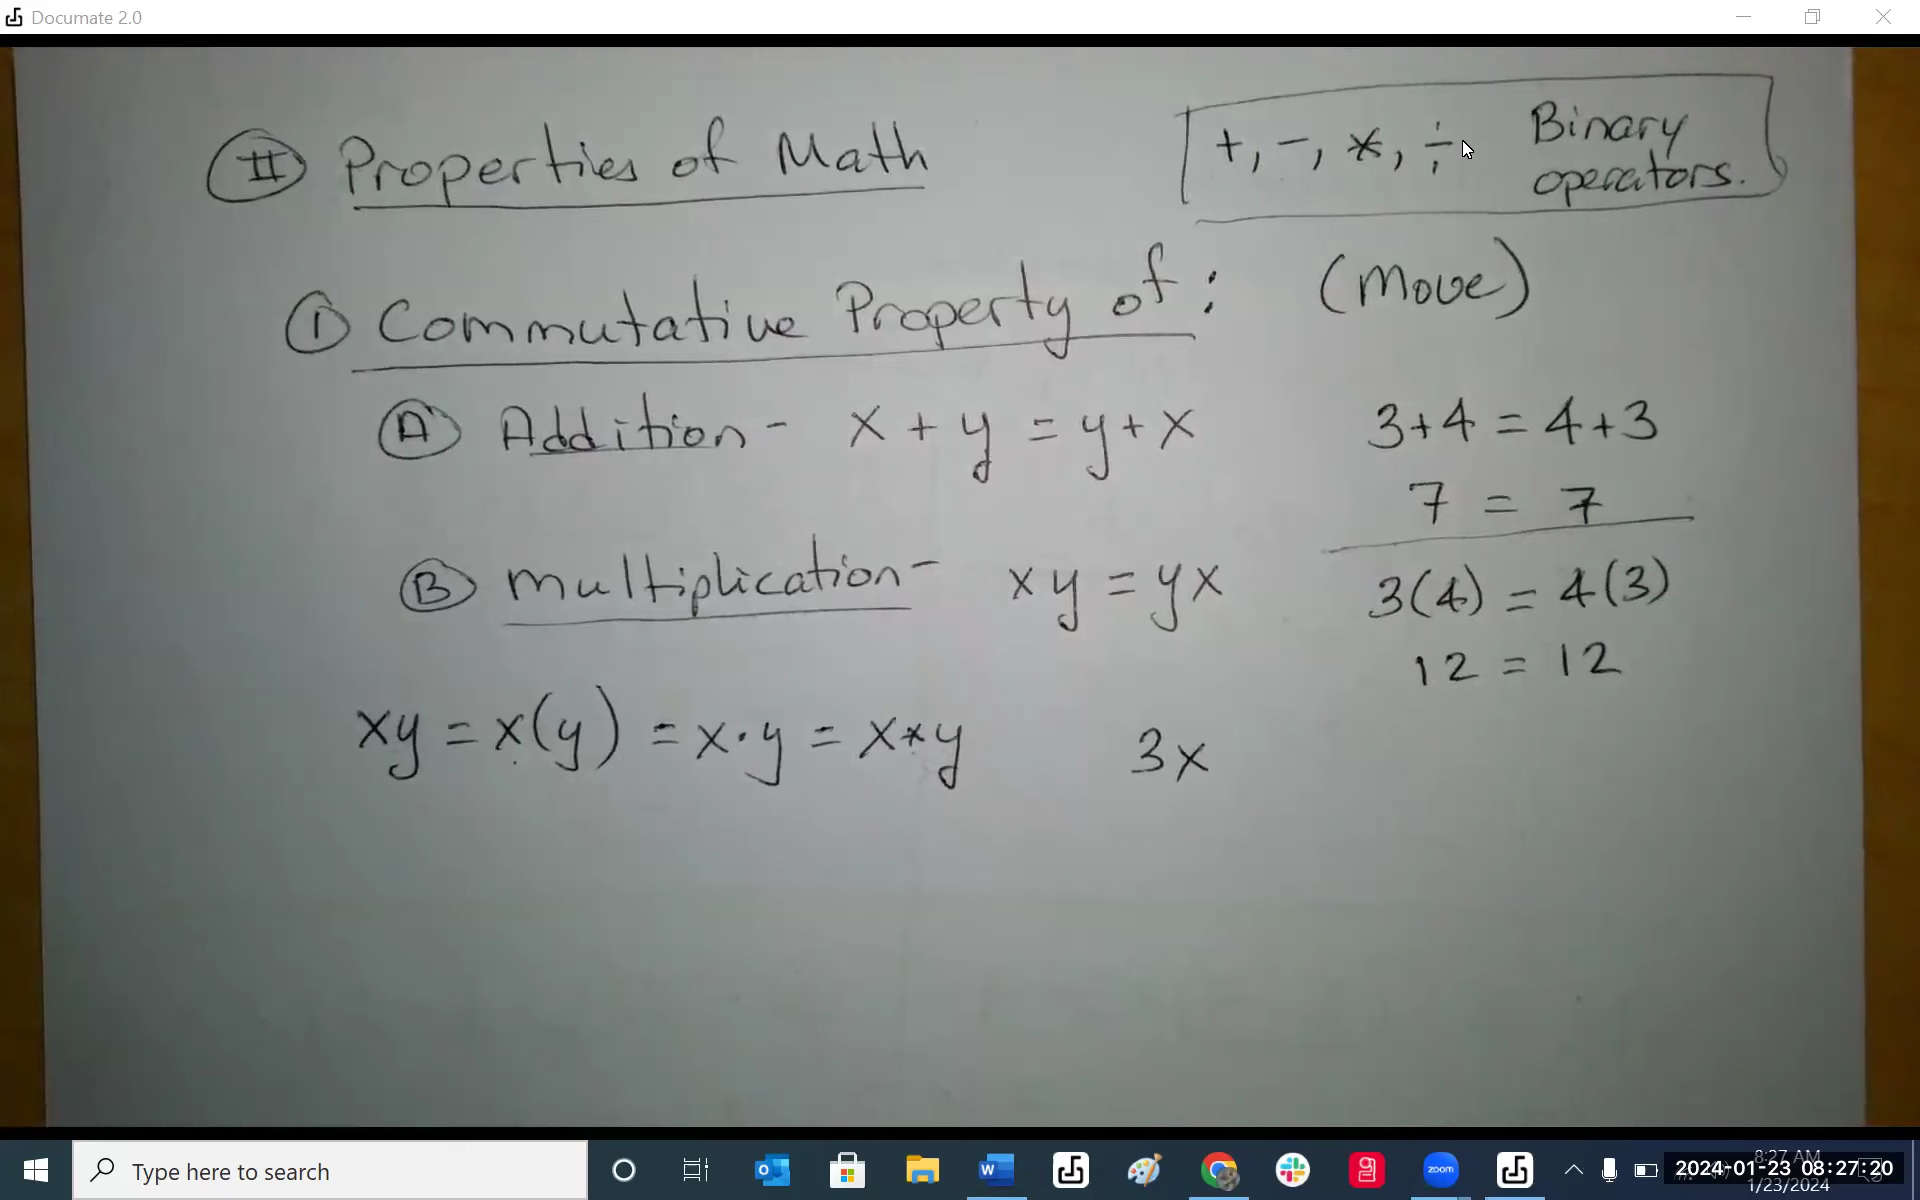 Documate 2.0
II Properties of Math
+, -, *, ÷ Binary operators.
① Commutative Property of: (Move)
Ⓐ Addition - x + y = y + x
3+4 = 4+3
7 = 7
Ⓑ Multiplication - xy = yx
3(4) = 4(3)
12 = 12
xy = x(y) = x·y = x*y
3x
Type here to search
zoom
8:27 AM
2024-01-23 08:27:20
1/23/2024